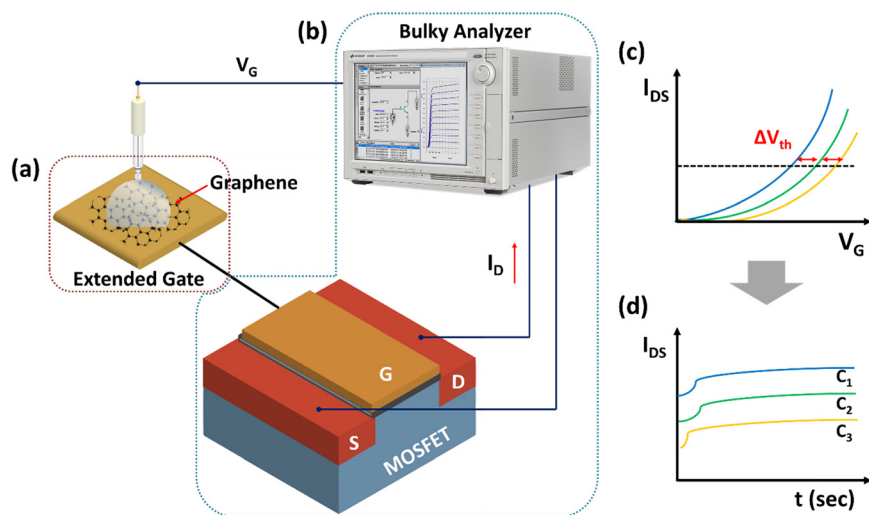 (b)
Bulky Analyzer
V_G
(a)
Graphene
Extended Gate
I_D
G
D
S
MOSFET
(c)
I_DS
ΔV_th
V_G
(d)
I_DS
C_1
C_2
C_3
t (sec)